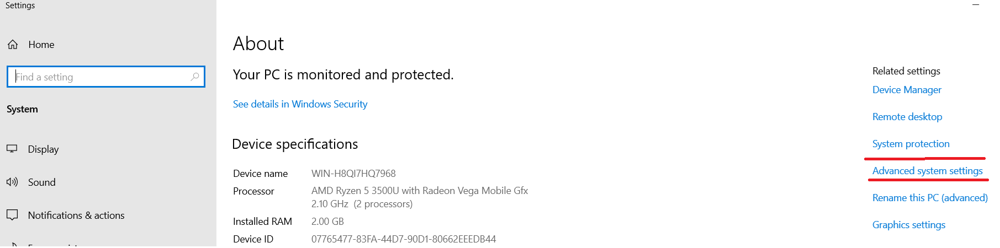 Settings
Home
Find a setting
System
Display
Sound
Notifications & actions
About
Your PC is monitored and protected.
See details in Windows Security
Device specifications
Device name WIN-H8QI7HQ7968
Processor AMD Ryzen 5 3500U with Radeon Vega Mobile Gfx
2.10 GHz (2 processors)
Installed RAM 2.00 GB
Device ID 07765477-83FA-44D7-90D1-80662EEEDB44
Related settings
Device Manager
Remote desktop
System protection
Advanced system settings
Rename this PC (advanced)
Graphics settings